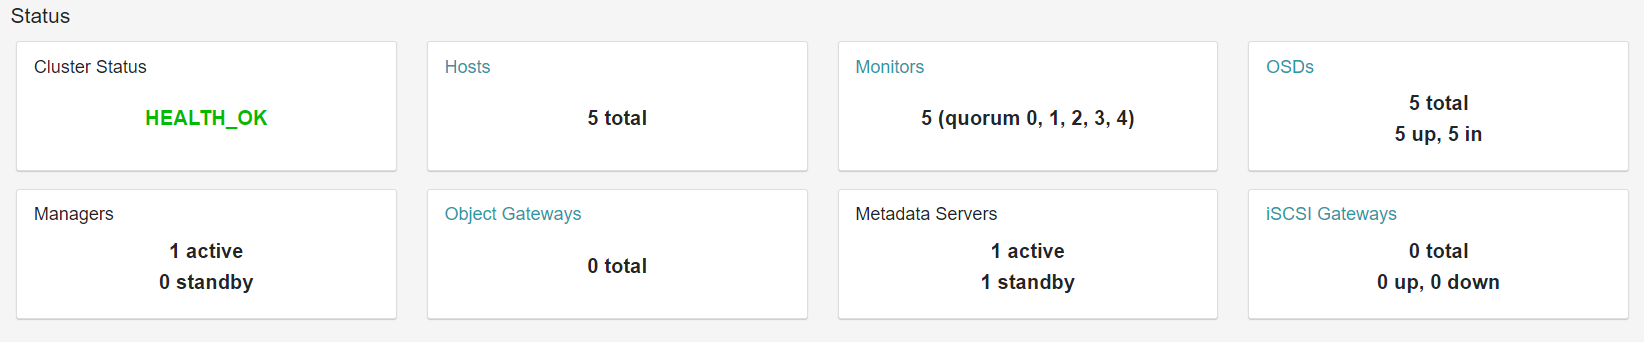 Status
Cluster Status
HEALTH_OK
Hosts
5 total
Monitors
5 (quorum 0, 1, 2, 3, 4)
OSDs
5 total
5 up, 5 in
Managers
1 active
0 standby
Object Gateways
0 total
Metadata Servers
1 active
1 standby
iSCSI Gateways
0 total
0 up, 0 down